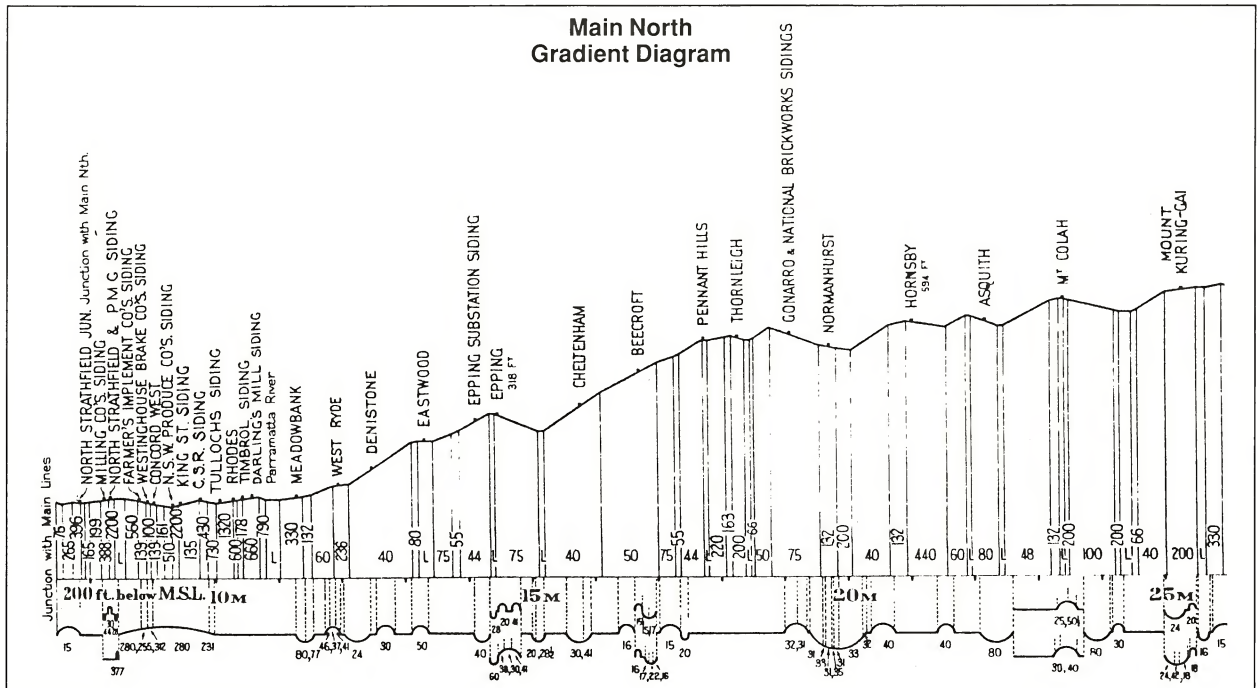 Main North
Gradient Diagram
Junction with Main Lines
NORTH STRATHFIELD JUN. Junction with Main Nth.
MILLING CO'S. SIDING
NORTH STRATHFIELD & P.M.G SIDING
FARMER'S IMPLEMENT CO'S. SIDING
WESTINGHOUSE BRAKE CO'S. SIDING
CONCORD WEST
N.S.W. PRODUCE CO'S. SIDING
KING ST. SIDING
C.S.R. SIDING
TULLOCHS SIDING
RHODES
TIMBROL SIDING
DARLING'S MILL SIDING
Parramatta River
MEADOWBANK
WEST RYDE
DENISTONE
EASTWOOD
EPPING SUBSTATION SIDING
EPPING
318 FT
CHELTENHAM
BEECROFT
PENNANT HILLS
THORNLEIGH
GONARRO & NATIONAL BRICKWORKS SIDINGS
NORMANHURST
HORNSBY
594 FT
ASQUITH
MT COLAH
MOUNT
KURING-GAI
75 265 396 165 199 388 2200 L 560 139 100 139 161 510 2200 135 430 730 1320 600 178 660 790 L 330 132 60 236 40 80 L 75 55 44 L 75 L 40 50 75 55 44 L 220 163 200 L 66 50 75 132 L 200 40 132 440 60 L 80 L 48 132 L 200 100 200 L 66 40 200 L 330
200 ft. below M.S.L. 10M 15M 20M 25M
15 377 280,255,312 280 231 80,77 46,37,41 24 30 50 40 28 20 41 60 38,30,41 20,28 30,41 16 15 15,17 16 17,22,16 15 20 32,31 31 33 31,35 31 33 32 40 40 80 25,50 30,40 60 30 24 20 24,42,18 18 16 15